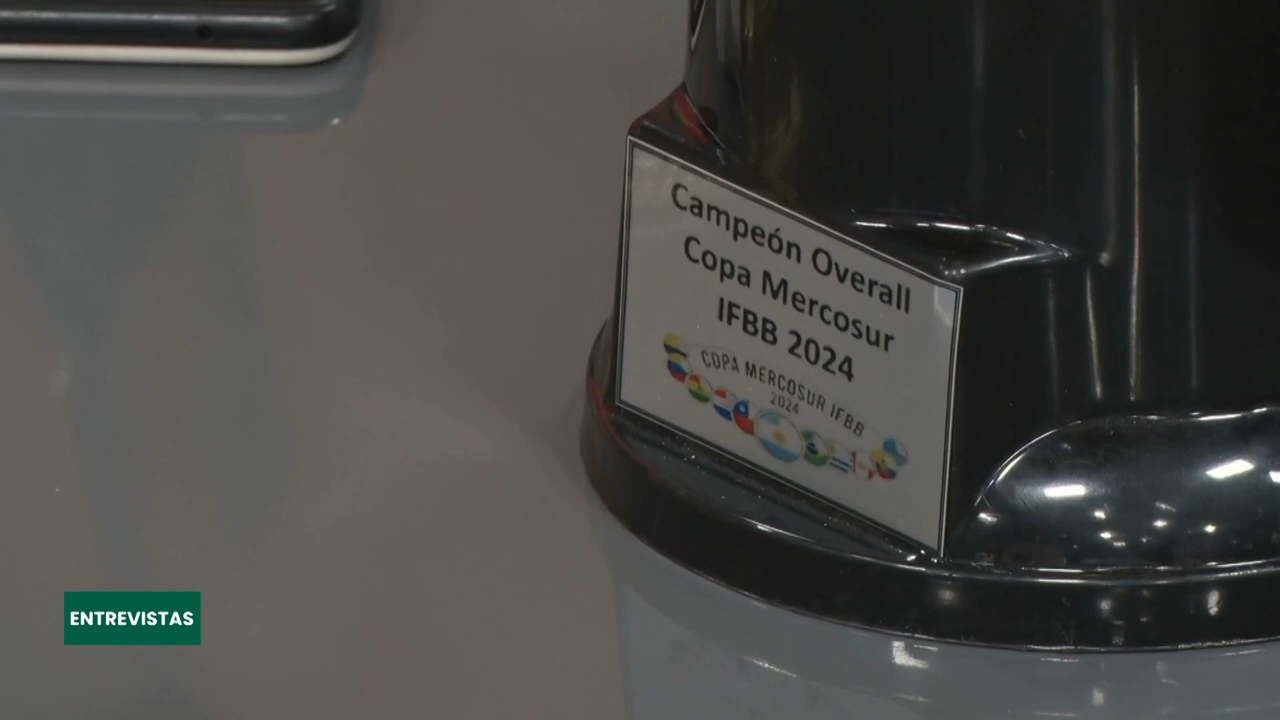 Campeón Overall
Copa Mercosur
IFBB 2024
COPA MERCOSUR IFBB
2024
ENTREVISTAS